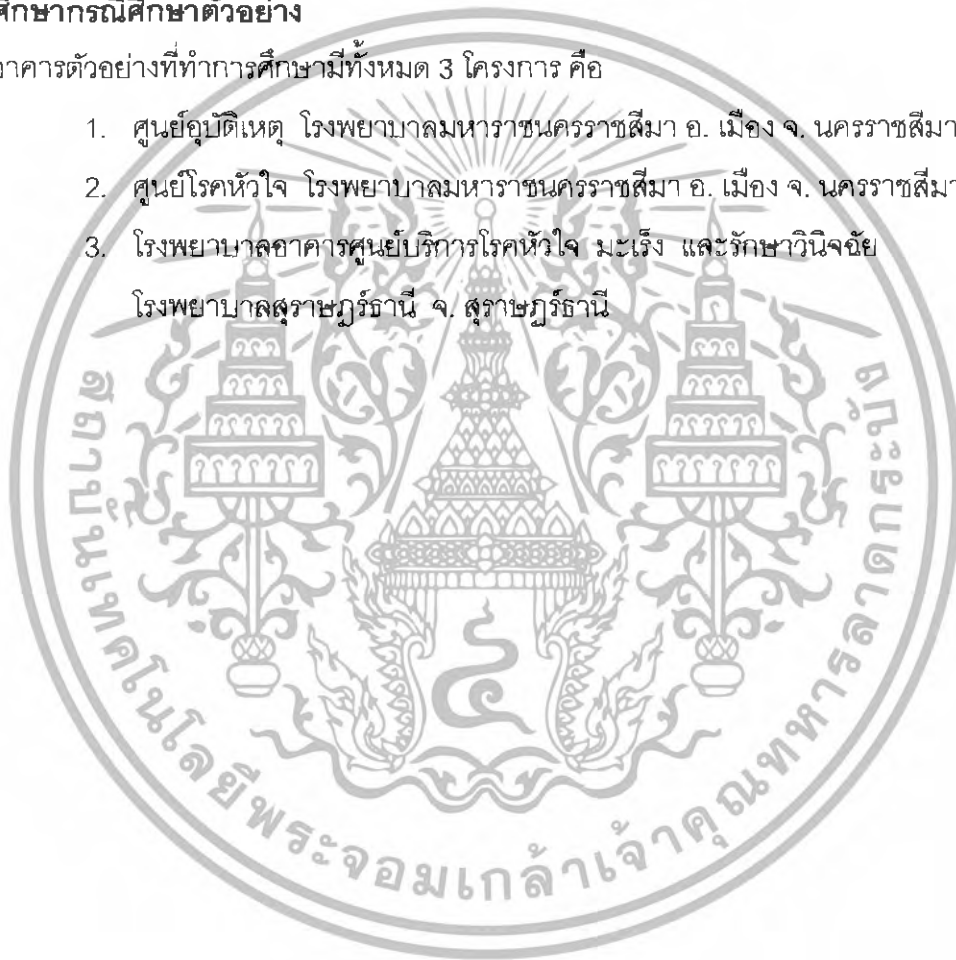 ศึกษากรณีศึกษาตัวอย่าง
อาคารตัวอย่างที่ทำการศึกษามีทั้งหมด 3 โครงการ คือ
1. ศูนย์อุบัติเหตุ โรงพยาบาลมหาราชนครราชสีมา อ. เมือง จ. นครราชสีมา
2. ศูนย์โรคหัวใจ โรงพยาบาลมหาราชนครราชสีมา อ. เมือง จ. นครราชสีมา
3. โรงพยาบาลอาคารศูนย์บริการโรคหัวใจ มะเร็ง และรักษาวินิจฉัย
โรงพยาบาลสุราษฎร์ธานี จ. สุราษฎร์ธานี
สถาบันเทคโนโลยีพระจอมเกล้าเจ้าคุณทหารลาดกระบัง
๔